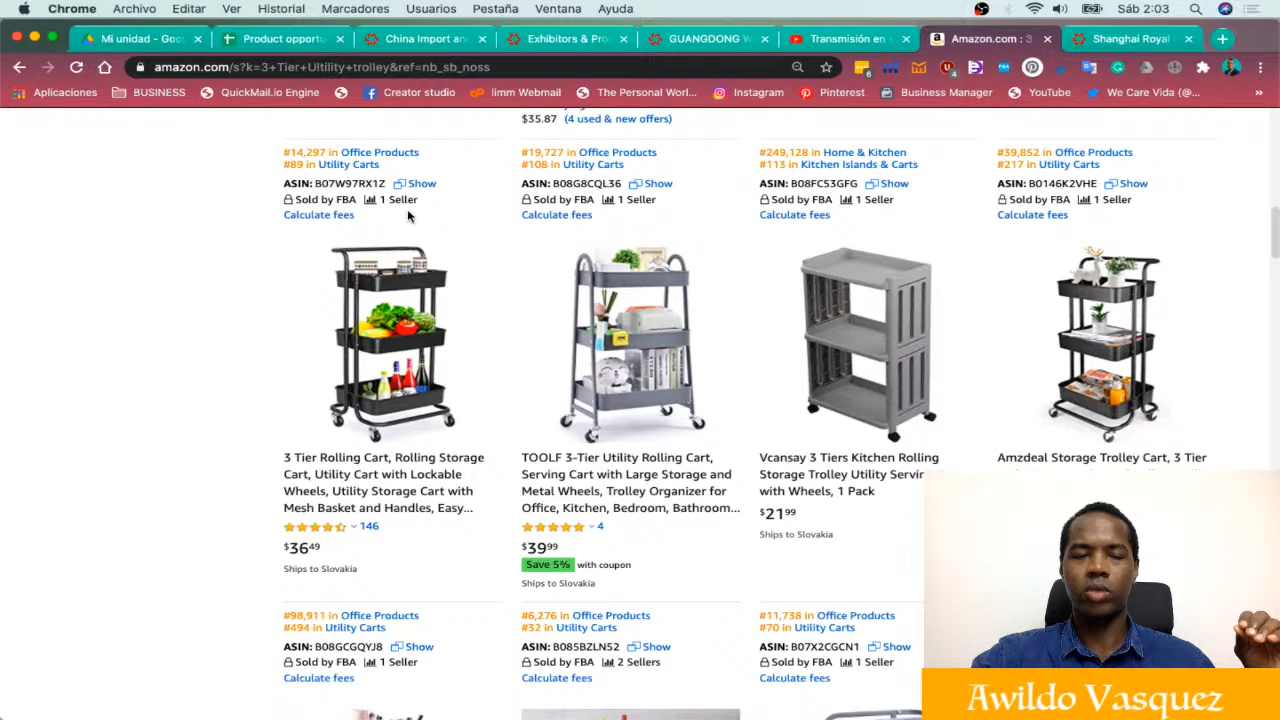 Chrome Archivo Editar Ver Historial Marcadores Usuarios Pestaña Ventana Ayuda Sáb 2:03
Mi unidad - Goo
Product opportu
China Import an
Exhibitors & Pro
GUANGDONG W
Transmisión en
Amazon.com : 3
Shanghai Royal
amazon.com/s?k=3+Tier+Ultility+trolley&ref=nb_sb_noss
Aplicaciones BUSINESS QuickMail.io Engine Creator studio limm Webmail The Personal Worl... Instagram Pinterest Business Manager YouTube We Care Vida (@... »
$35.87 (4 used & new offers)
#14,297 in Office Products
#89 in Utility Carts
ASIN: B07W97RX1Z Show
Sold by FBA 1 Seller
Calculate fees
#19,727 in Office Products
#108 in Utility Carts
ASIN: B08G8CQL36 Show
Sold by FBA 1 Seller
Calculate fees
#249,128 in Home & Kitchen
#113 in Kitchen Islands & Carts
ASIN: B08FC53GFG Show
Sold by FBA 1 Seller
Calculate fees
#39,852 in Office Products
#217 in Utility Carts
ASIN: B0146K2VHE Show
Sold by FBA 1 Seller
Calculate fees
3 Tier Rolling Cart, Rolling Storage
Cart, Utility Cart with Lockable
Wheels, Utility Storage Cart with
Mesh Basket and Handles, Easy...
146
$36.49
Ships to Slovakia
TOOLF 3-Tier Utility Rolling Cart,
Serving Cart with Large Storage and
Metal Wheels, Trolley Organizer for
Office, Kitchen, Bedroom, Bathroom...
4
$39.99
Save 5% with coupon
Ships to Slovakia
Vcansay 3 Tiers Kitchen Rolling
Storage Trolley Utility Servin
with Wheels, 1 Pack
$21.99
Ships to Slovakia
Amzdeal Storage Trolley Cart, 3 Tier
#98,911 in Office Products
#494 in Utility Carts
ASIN: B08GCGQYJ8 Show
Sold by FBA 1 Seller
Calculate fees
#6,276 in Office Products
#32 in Utility Carts
ASIN: B085BZLN52 Show
Sold by FBA 2 Sellers
Calculate fees
#11,738 in Office Products
#70 in Utility Carts
ASIN: B07X2CGCN1 Show
Sold by FBA 1 Seller
Calculate fees
Awildo Vasquez